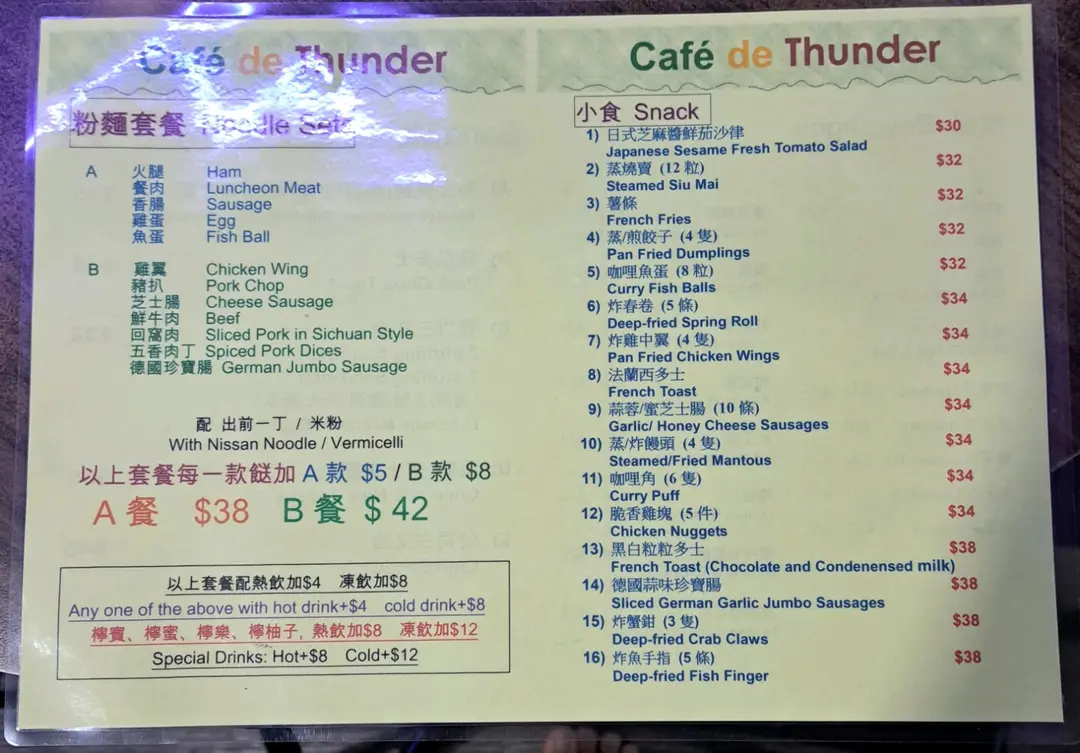 Café de Thunder
粉麵套餐 Noodle Sets
A 火腿 Ham
餐肉 Luncheon Meat
香腸 Sausage
雞蛋 Egg
魚蛋 Fish Ball
B 雞翼 Chicken Wing
豬扒 Pork Chop
芝士腸 Cheese Sausage
鮮牛肉 Beef
回窩肉 Sliced Pork in Sichuan Style
五香肉丁 Spiced Pork Dices
德國珍寶腸 German Jumbo Sausage
配 出前一丁 / 米粉
With Nissan Noodle / Vermicelli
以上套餐每一款餸加 A 款 $5 / B 款 $8
A 餐 $38 B 餐 $ 42
以上套餐配熱飲加$4 凍飲加$8
Any one of the above with hot drink+$4 cold drink+$8
檸賓、檸蜜、檸樂、檸柚子, 熱飲加$8 凍飲加$12
Special Drinks: Hot+$8 Cold+$12
Café de Thunder
小食 Snack
1) 日式芝麻醬鮮茄沙律 $30
Japanese Sesame Fresh Tomato Salad
2) 蒸燒賣 (12 粒) $32
Steamed Siu Mai
3) 薯條 $32
French Fries
4) 蒸/煎餃子 (4 隻) $32
Pan Fried Dumplings
5) 咖哩魚蛋 (8 粒) $32
Curry Fish Balls
6) 炸春卷 (5 條) $34
Deep-fried Spring Roll
7) 炸雞中翼 (4 隻) $34
Pan Fried Chicken Wings
8) 法蘭西多士 $34
French Toast
9) 蒜蓉/蜜芝士腸 (10 條) $34
Garlic/ Honey Cheese Sausages
10) 蒸/炸饅頭 (4 隻) $34
Steamed/Fried Mantous
11) 咖哩角 (6 隻) $34
Curry Puff
12) 脆香雞塊 (5 件) $34
Chicken Nuggets
13) 黑白粒粒多士 $38
French Toast (Chocolate and Condenensed milk)
14) 德國蒜味珍寶腸 $38
Sliced German Garlic Jumbo Sausages
15) 炸蟹鉗 (3 隻) $38
Deep-fried Crab Claws
16) 炸魚手指 (5 條) $38
Deep-fried Fish Finger